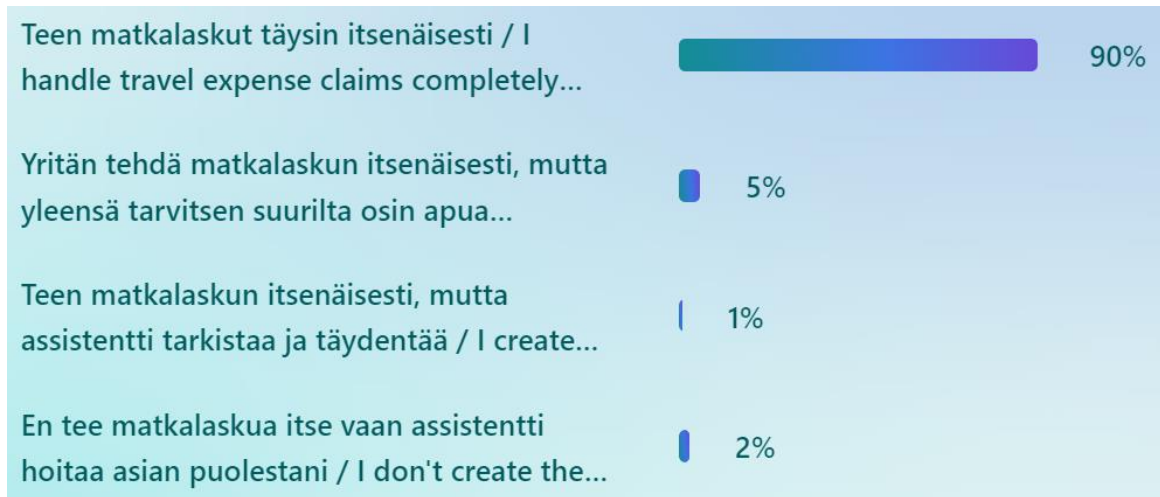 Teen matkalaskut täysin itsenäisesti / I
handle travel expense claims completely...
90%
Yritän tehdä matkalaskun itsenäisesti, mutta
yleensä tarvitsen suurilta osin apua...
5%
Teen matkalaskun itsenäisesti, mutta
assistentti tarkistaa ja täydentää / I create...
1%
En tee matkalaskua itse vaan assistentti
hoitaa asian puolestani / I don't create the...
2%